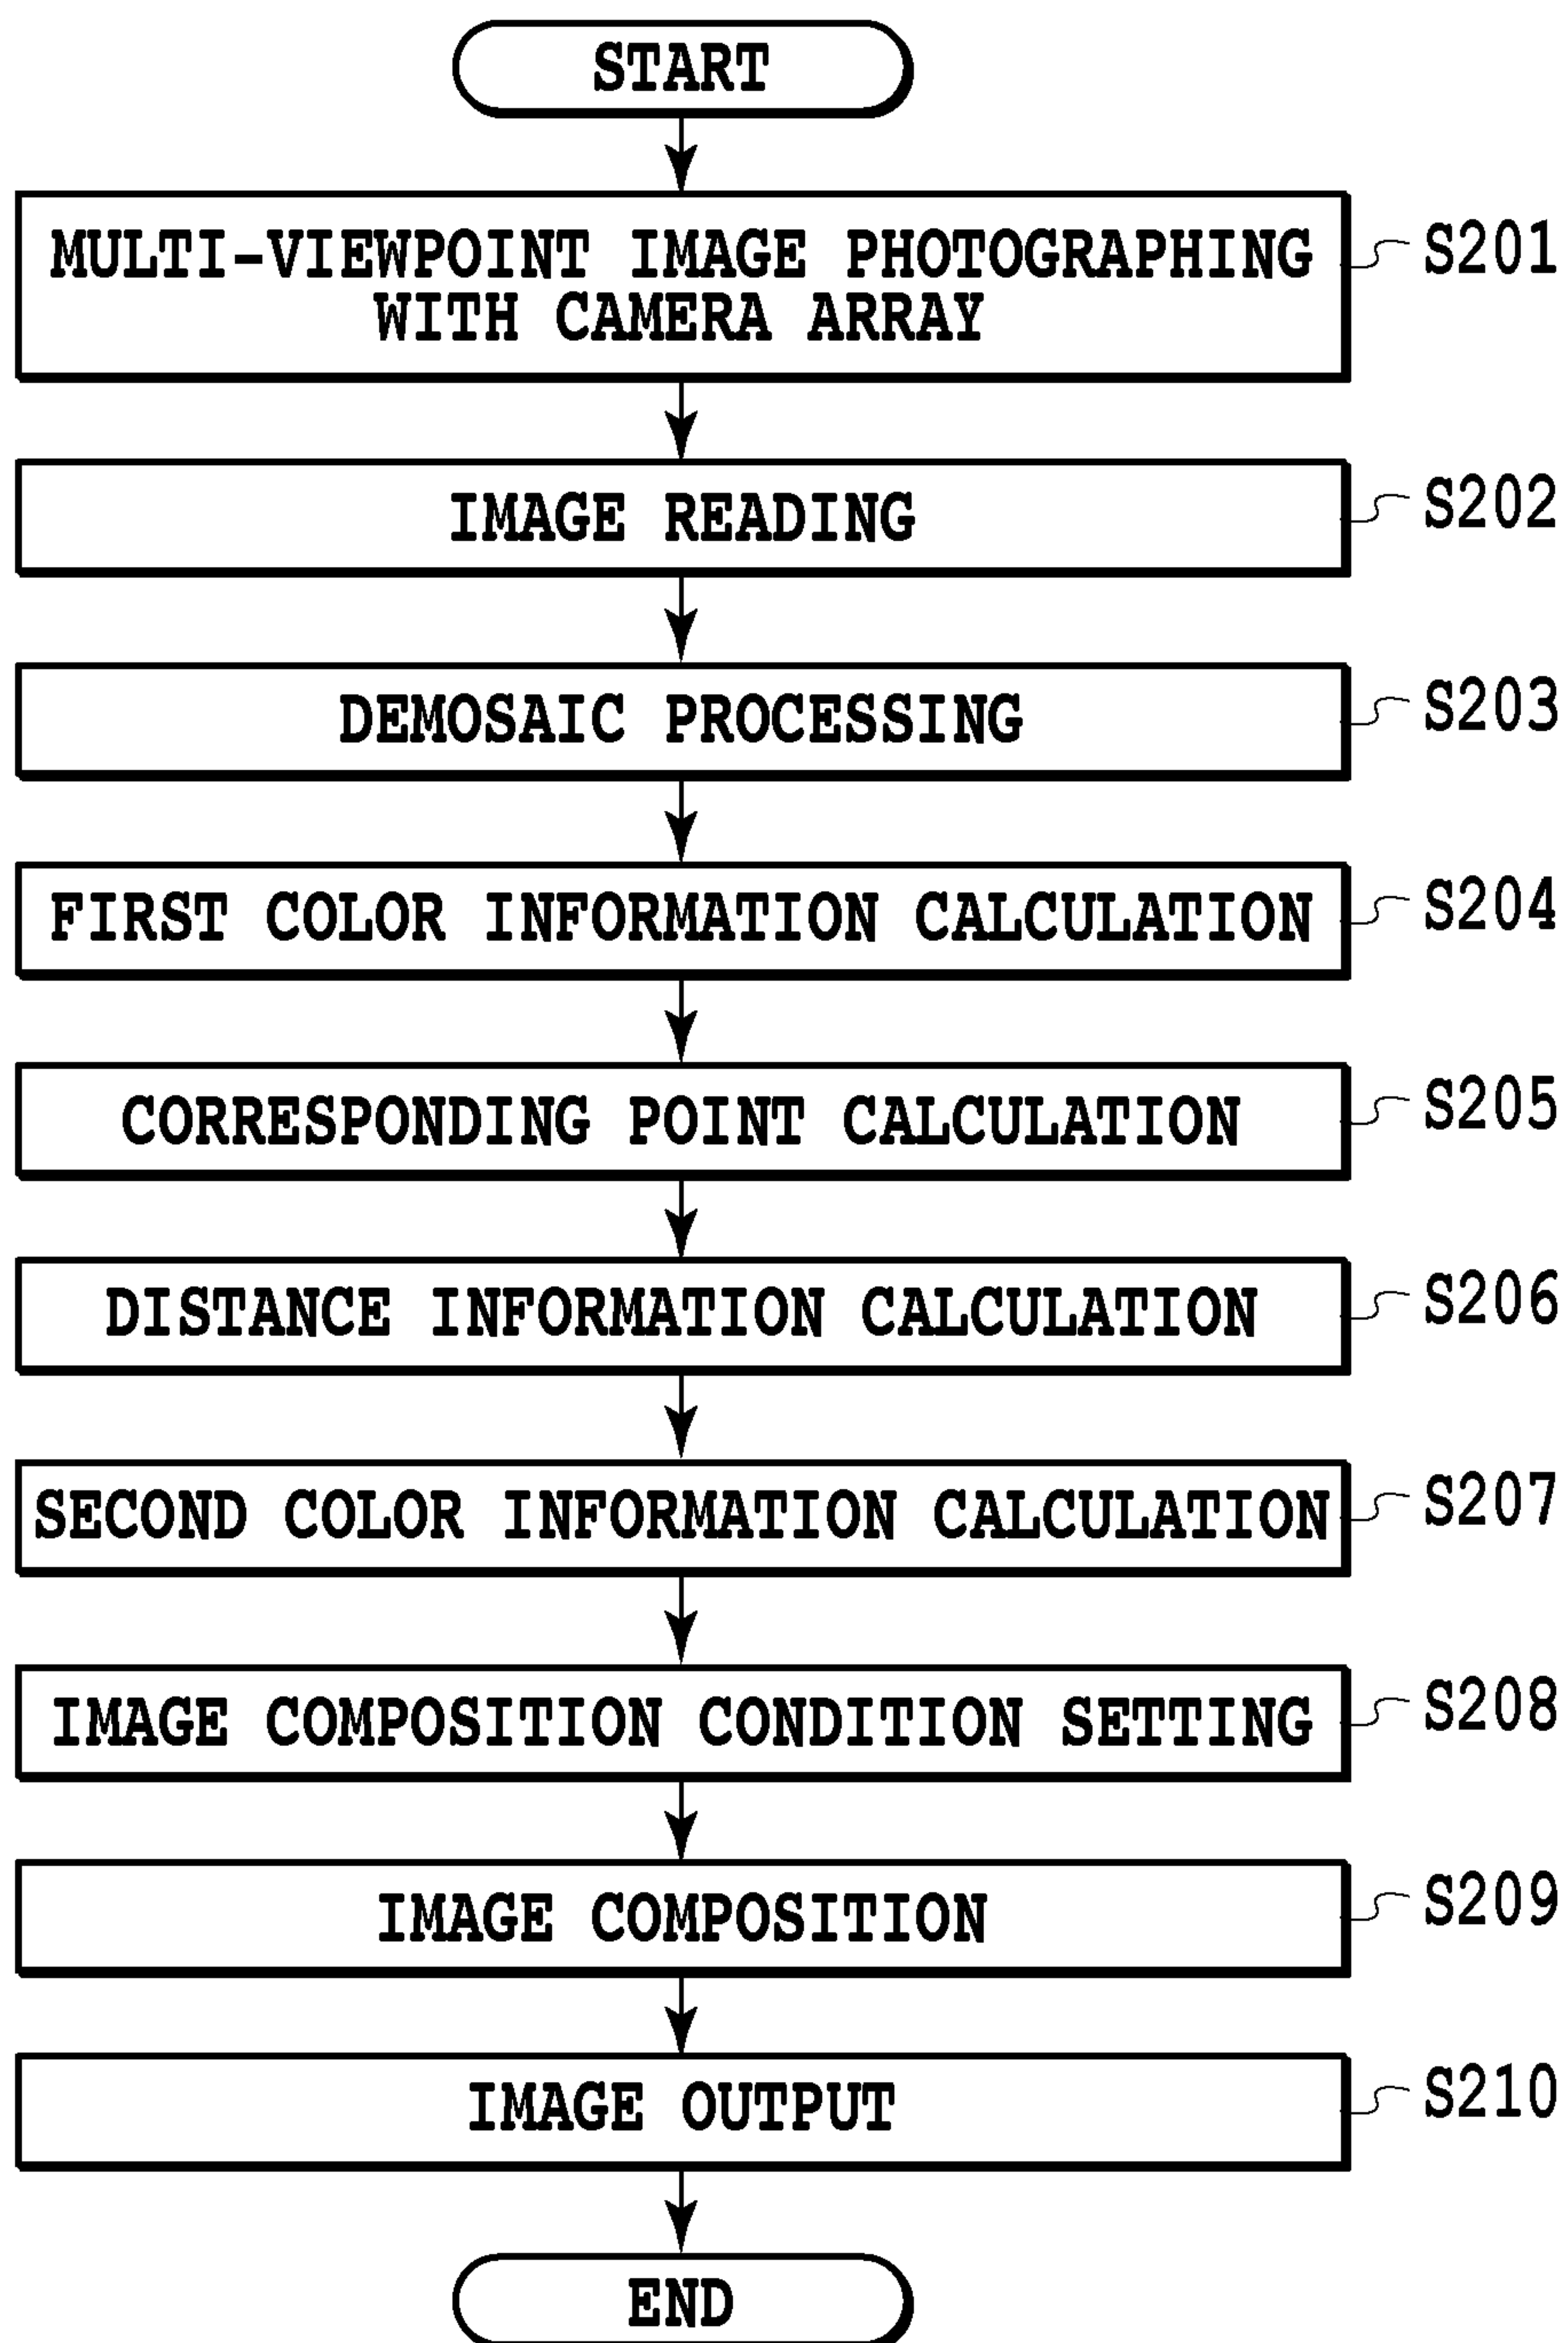 START
MULTI-VIEWPOINT IMAGE PHOTOGRAPHING
WITH CAMERA ARRAY
S201
IMAGE READING
S202
DEMOSAIC PROCESSING
S203
FIRST COLOR INFORMATION CALCULATION
S204
CORRESPONDING POINT CALCULATION
S205
DISTANCE INFORMATION CALCULATION
S206
SECOND COLOR INFORMATION CALCULATION
S207
IMAGE COMPOSITION CONDITION SETTING
S208
IMAGE COMPOSITION
S209
IMAGE OUTPUT
S210
END